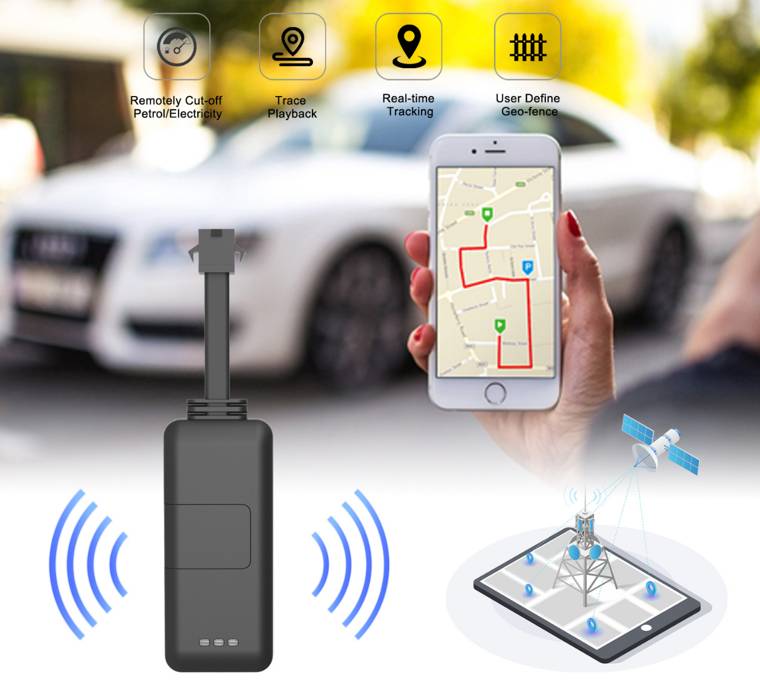 Remotely Cut-off
Petrol/Electricity
Trace
Playback
Real-time
Tracking
User Define
Geo-fence
P